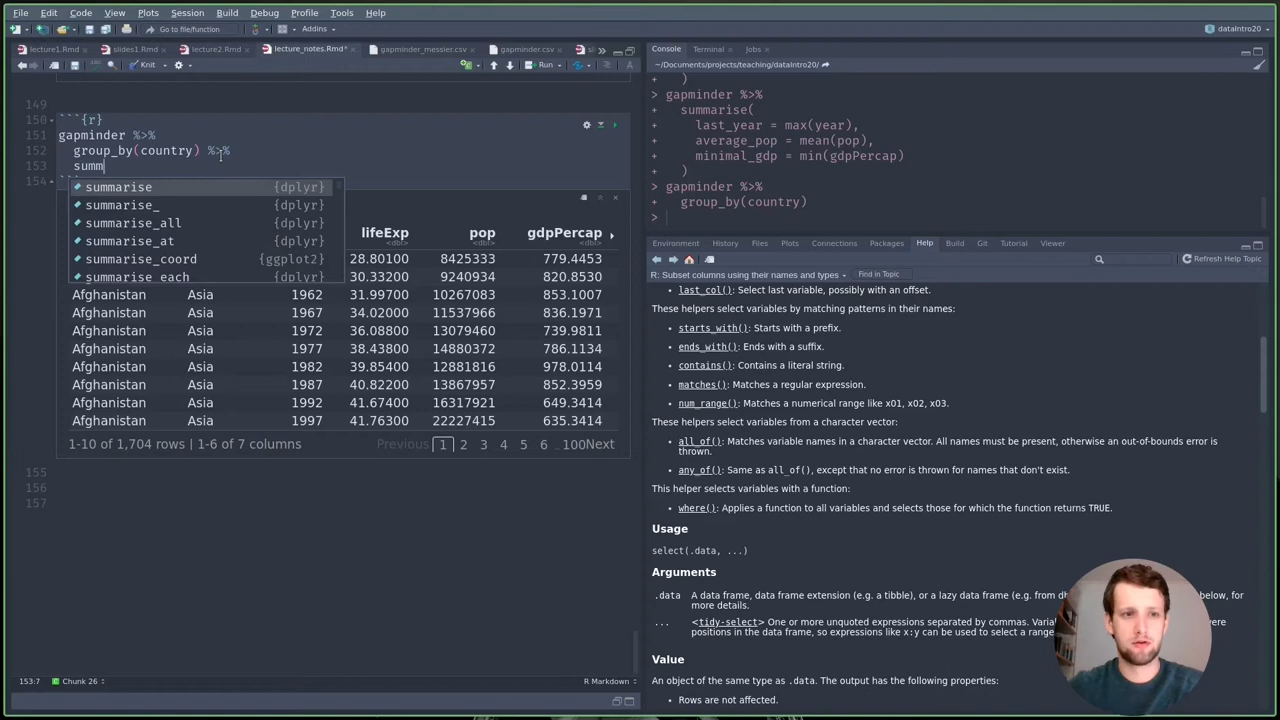 File Edit Code View Plots Session Build Debug Profile Tools Help
Go to file/function Addins dataIntro20
lecture1.Rmd slides1.Rmd lecture2.Rmd lecture_notes.Rmd* gapminder_messier.csv gapminder.csv sl
Knit Run
149
150 ```{r}
151 gapminder %>%
152 group_by(country) %>%
153 summ
154
summarise {dplyr}
summarise_ {dplyr}
summarise_all {dplyr}
summarise_at {dplyr}
summarise_coord {ggplot2}
summarise_each {dplyr}
lifeExp pop gdpPercap
<dbl> <dbl> <dbl>
28.80100 8425333 779.4453
30.33200 9240934 820.8530
Afghanistan Asia 1962 31.99700 10267083 853.1007
Afghanistan Asia 1967 34.02000 11537966 836.1971
Afghanistan Asia 1972 36.08800 13079460 739.9811
Afghanistan Asia 1977 38.43800 14880372 786.1134
Afghanistan Asia 1982 39.85400 12881816 978.0114
Afghanistan Asia 1987 40.82200 13867957 852.3959
Afghanistan Asia 1992 41.67400 16317921 649.3414
Afghanistan Asia 1997 41.76300 22227415 635.3414
1-10 of 1,704 rows | 1-6 of 7 columns Previous 1 2 3 4 5 6 … 100 Next
155
156
157
153:7 Chunk 26 R Markdown
Console Terminal Jobs
~/Documents/projects/teaching/dataIntro20/
+ )
> gapminder %>%
+ summarise(
+ last_year = max(year),
+ average_pop = mean(pop),
+ minimal_gdp = min(gdpPercap)
+ )
> gapminder %>%
+ group_by(country)
>
Environment History Files Plots Connections Packages Help Build Git Tutorial Viewer
Refresh Help Topic
R: Subset columns using their names and types Find in Topic
• last_col(): Select last variable, possibly with an offset.
These helpers select variables by matching patterns in their names:
• starts_with(): Starts with a prefix.
• ends_with(): Ends with a suffix.
• contains(): Contains a literal string.
• matches(): Matches a regular expression.
• num_range(): Matches a numerical range like x01, x02, x03.
These helpers select variables from a character vector:
• all_of(): Matches variable names in a character vector. All names must be present, otherwise an out-of-bounds error is
thrown.
• any_of(): Same as all_of(), except that no error is thrown for names that don't exist.
This helper selects variables with a function:
• where(): Applies a function to all variables and selects those for which the function returns TRUE.
Usage
select(.data, ...)
Arguments
.data A data frame, data frame extension (e.g. a tibble), or a lazy data frame (e.g. from below, for
more details.
... <tidy-select> One or more unquoted expressions separated by commas. were
positions in the data frame, so expressions like x:y can be used to select a range
Value
An object of the same type as .data. The output has the following properties:
• Rows are not affected.